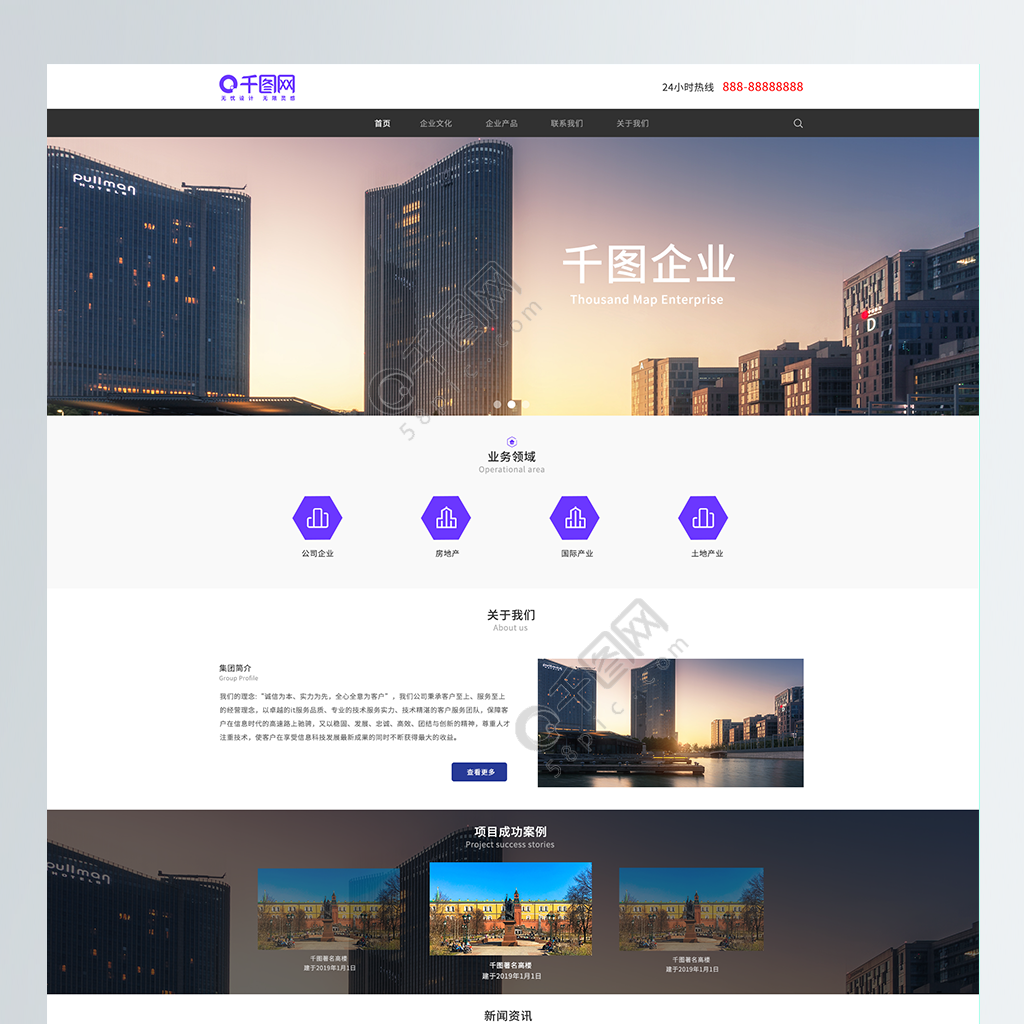 千图网
无忧设计 无限灵感
24小时热线 888-88888888
首页 企业文化 企业产品 联系我们 关于我们
pullman
HOTELS
千图企业
Thousand Map Enterprise
A
D
千图网
58pic.com
业务领域
Operational area
公司企业 房地产 国际产业 土地产业
关于我们
About us
集团简介
Group Profile
我们的理念:“诚信为本、实力为先，全心全意为客户”，我们公司秉承客户至上、服务至上
的经营理念，以卓越的it服务品质、专业的技术服务实力、技术精湛的客户服务团队，保障客
户在信息时代的高速路上驰骋，又以稳固、发展、忠诚、高效、团结与创新的精神，尊重人才
注重技术，使客户在享受信息科技发展最新成果的同时不断获得最大的收益。
查看更多
pullman
千图网
58pic.com
项目成功案例
Project success stories
pullman
HOTELS
千图著名高楼
建于2019年1月1日
千图著名高楼
建于2019年1月1日
千图著名高楼
建于2019年1月1日
新闻资讯